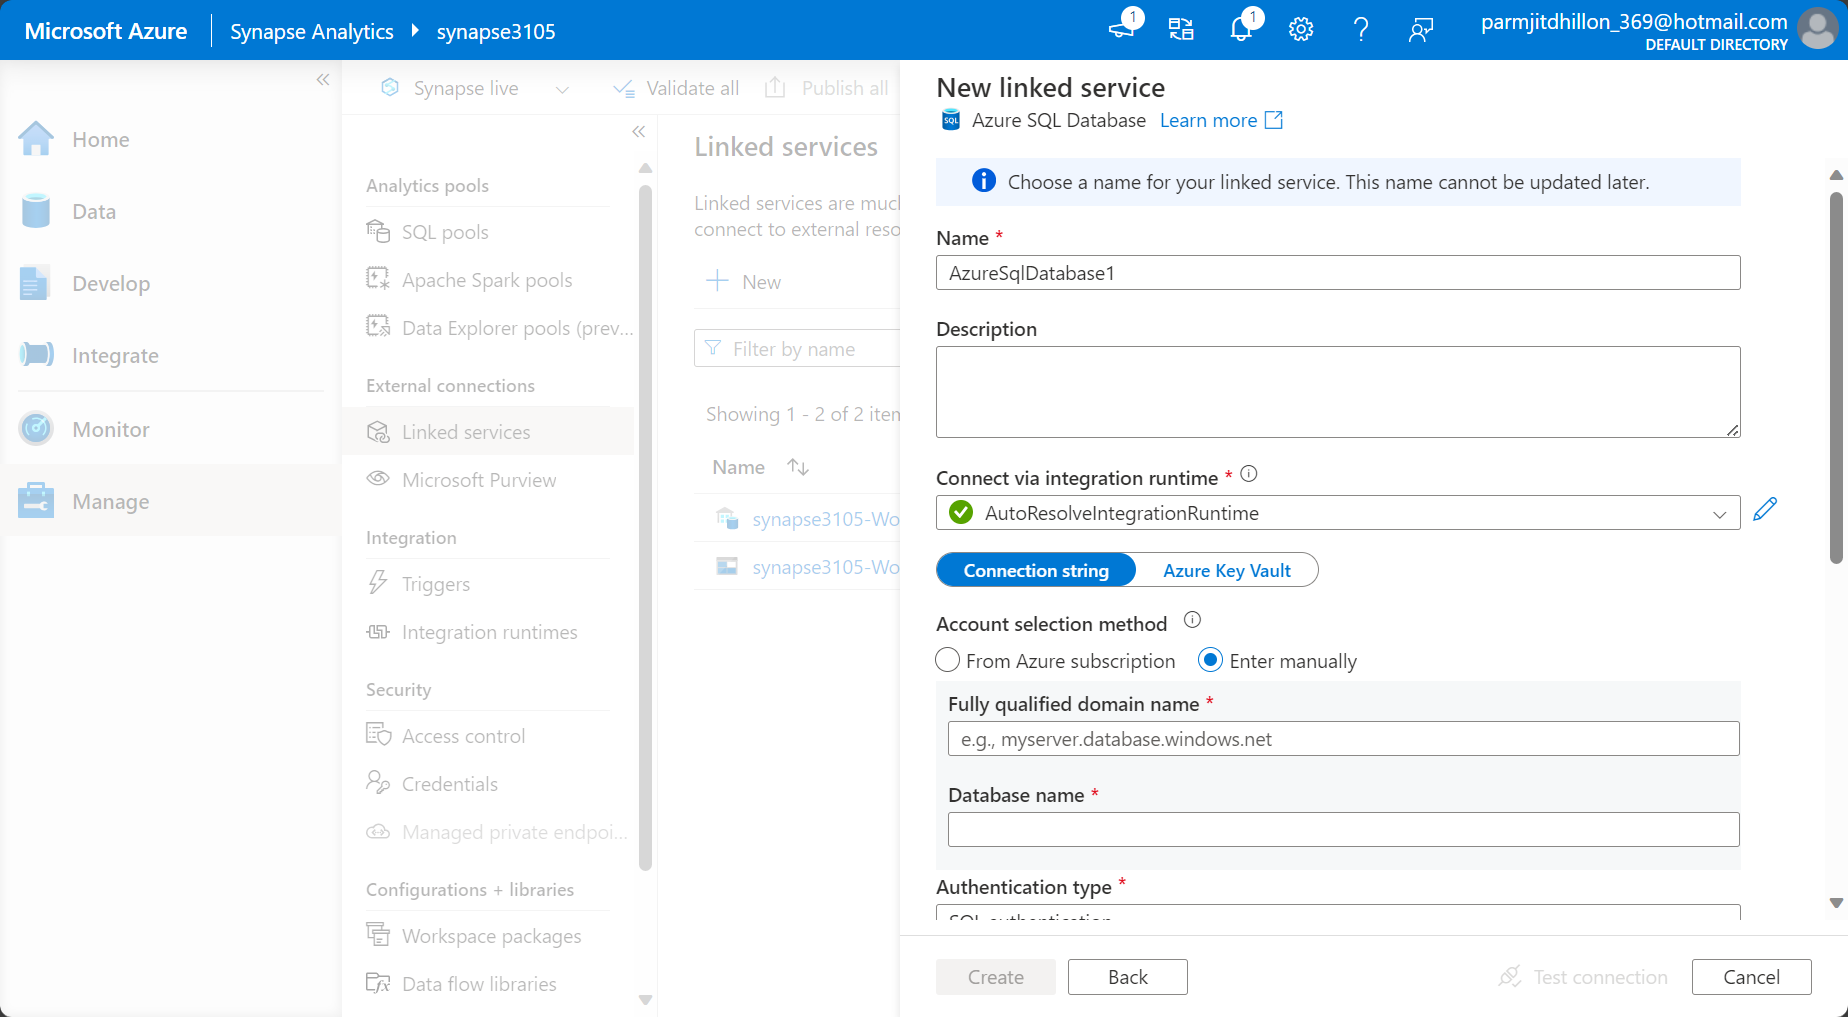 Microsoft Azure
Synapse Analytics
synapse3105
1
1
parmjitdhillon_369@hotmail.com
DEFAULT DIRECTORY
Home
Data
Develop
Integrate
Monitor
Manage
Synapse live
Validate all
Publish all
Analytics pools
SQL pools
Apache Spark pools
Data Explorer pools (prev...
External connections
Linked services
Microsoft Purview
Integration
Triggers
Integration runtimes
Security
Access control
Credentials
Managed private endpoi...
Configurations + libraries
Workspace packages
Data flow libraries
Linked services
Linked services are muc
connect to external reso
New
Filter by name
Showing 1 - 2 of 2 iten
Name
synapse3105-Wo
synapse3105-Wo
New linked service
SQL
Azure SQL Database Learn more
Choose a name for your linked service. This name cannot be updated later.
Name *
AzureSqlDatabase1
Description
Connect via integration runtime *
AutoResolveIntegrationRuntime
Connection string
Azure Key Vault
Account selection method
From Azure subscription
Enter manually
Fully qualified domain name *
e.g., myserver.database.windows.net
Database name *
Authentication type *
SQL authentication
Create
Back
Test connection
Cancel